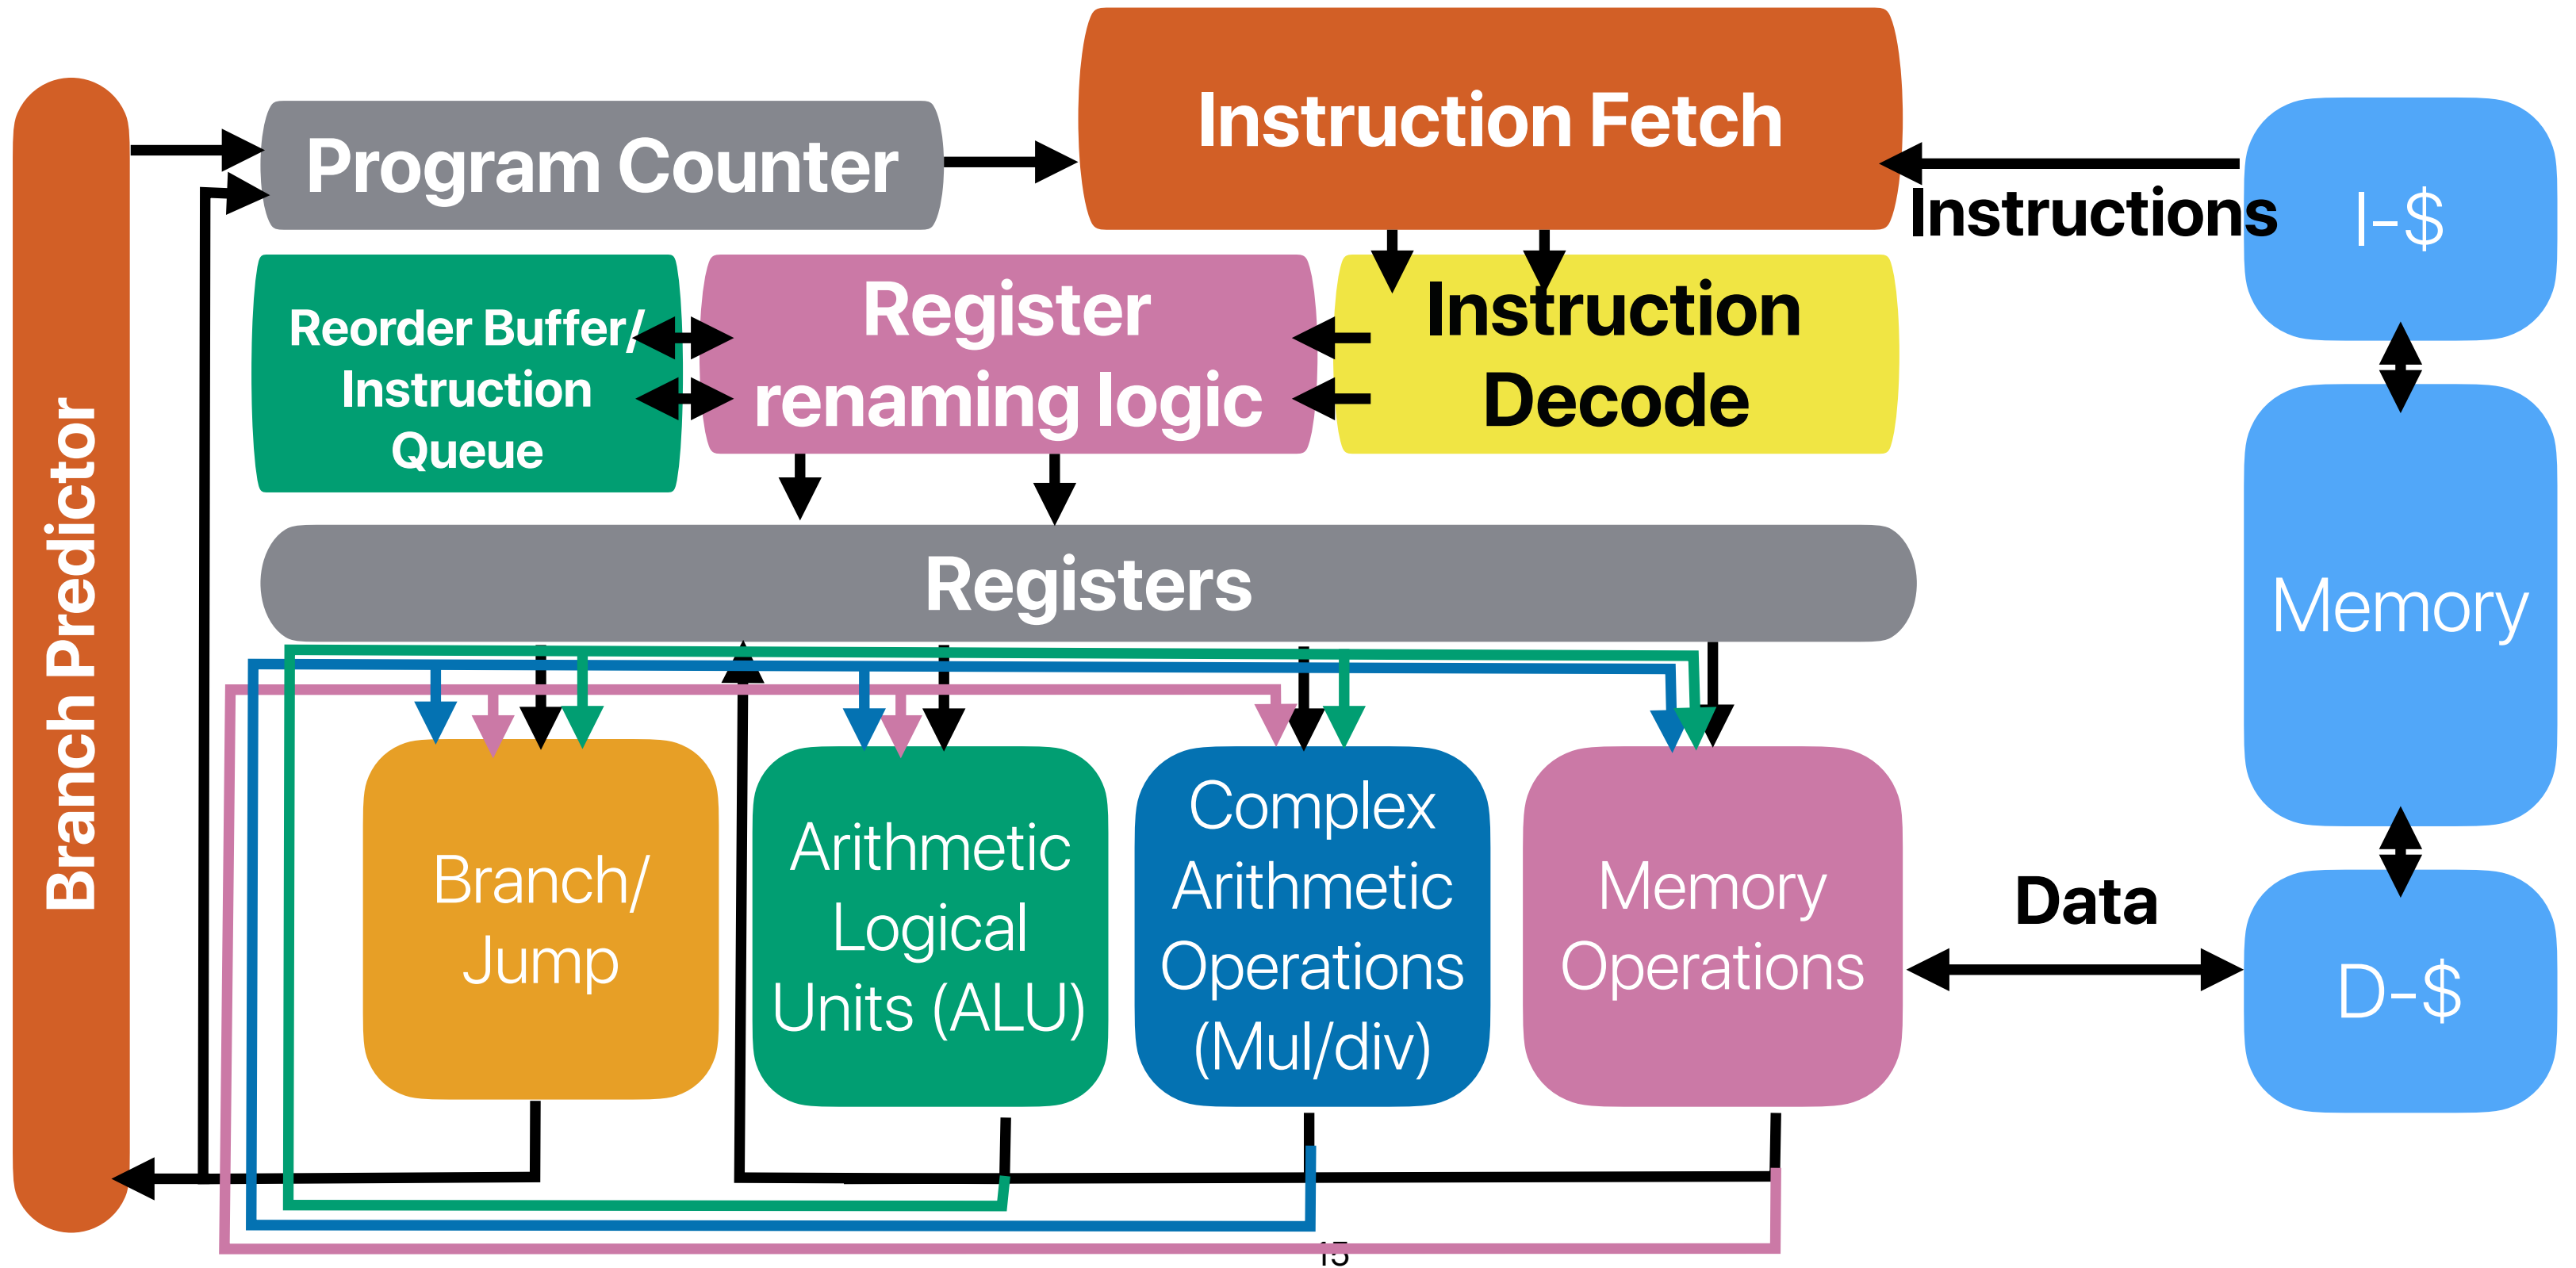 Branch Predictor
Program Counter
Instruction Fetch
Instructions
I-$
Reorder Buffer/
Instruction
Queue
Register
renaming logic
Instruction
Decode
Registers
Memory
Branch/
Jump
Arithmetic
Logical
Units (ALU)
Complex
Arithmetic
Operations
(Mul/div)
Memory
Operations
Data
D-$
15